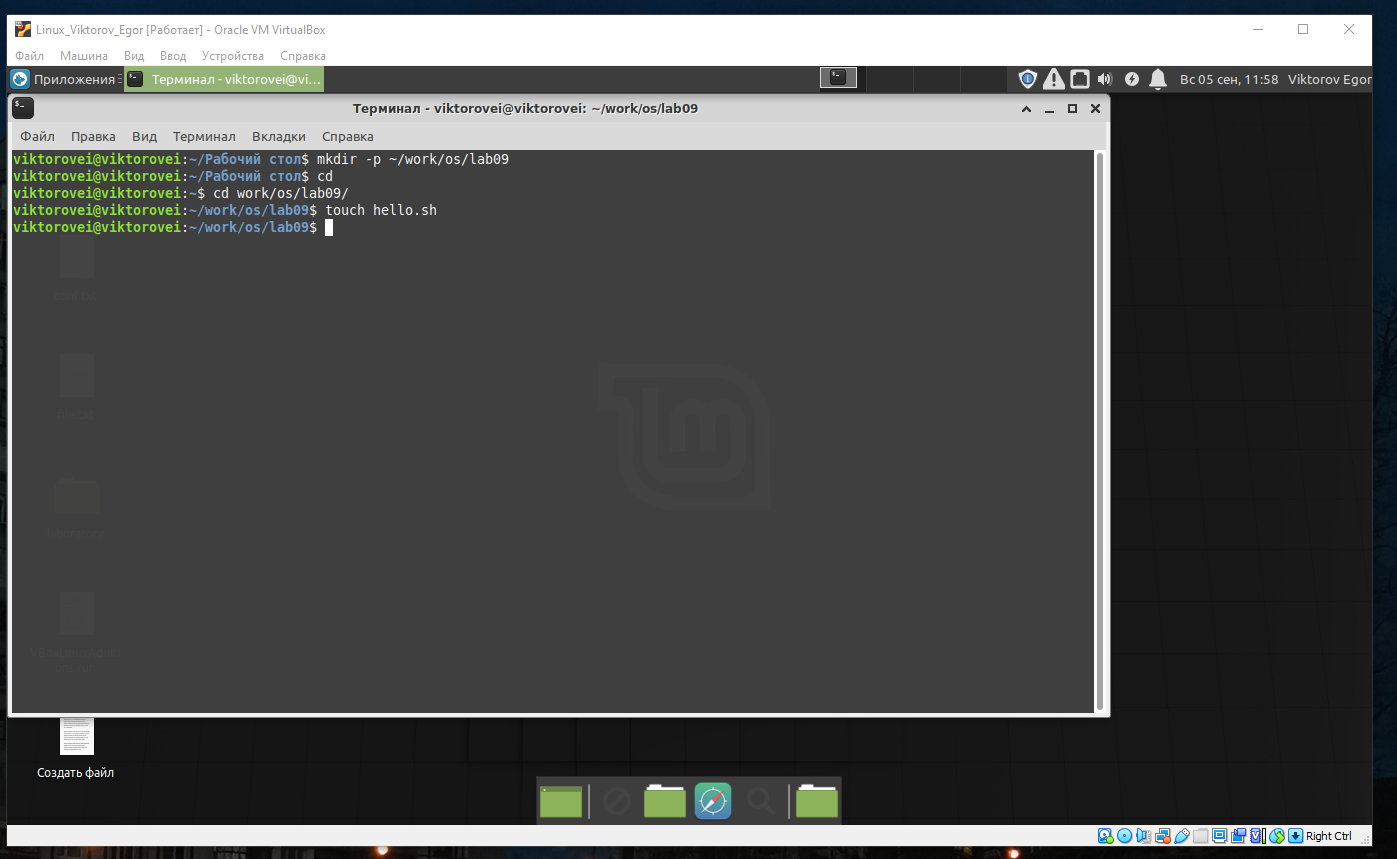 Linux_Viktorov_Egor [Работает] - Oracle VM VirtualBox
Файл Машина Вид Ввод Устройства Справка
Приложения Терминал - viktorovei@vi... Вс 05 сен, 11:58 Viktorov Egor
Терминал - viktorovei@viktorovei: ~/work/os/lab09
Файл Правка Вид Терминал Вкладки Справка
viktorovei@viktorovei:~/Рабочий стол$ mkdir -p ~/work/os/lab09
viktorovei@viktorovei:~/Рабочий стол$ cd
viktorovei@viktorovei:~$ cd work/os/lab09/
viktorovei@viktorovei:~/work/os/lab09$ touch hello.sh
viktorovei@viktorovei:~/work/os/lab09$
Создать файл
Right Ctrl